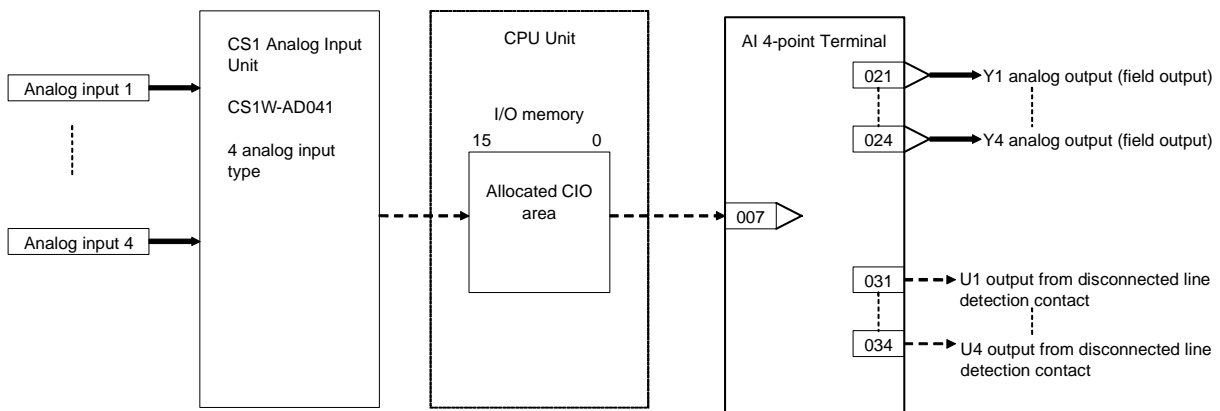 CS1 Analog Input
Unit
CS1W-AD041
4 analog input
type
Analog input 1
Analog input 4
CPU Unit
I/O memory
15 0
Allocated CIO
area
AI 4-point Terminal
021
Y1 analog output (field output)
024
Y4 analog output (field output)
007
031
U1 output from disconnected line
detection contact
034
U4 output from disconnected line
detection contact